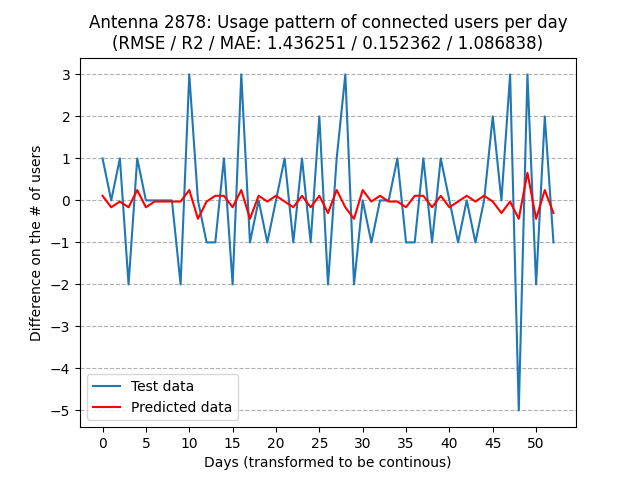 Antenna 2878: Usage pattern of connected users per day
(RMSE / R2 / MAE: 1.436251 / 0.152362 / 1.086838)
Difference on the # of users
3
2
1
0
−1
−2
−3
−4
−5
Test data
Predicted data
0 5 10 15 20 25 30 35 40 45 50
Days (transformed to be continous)